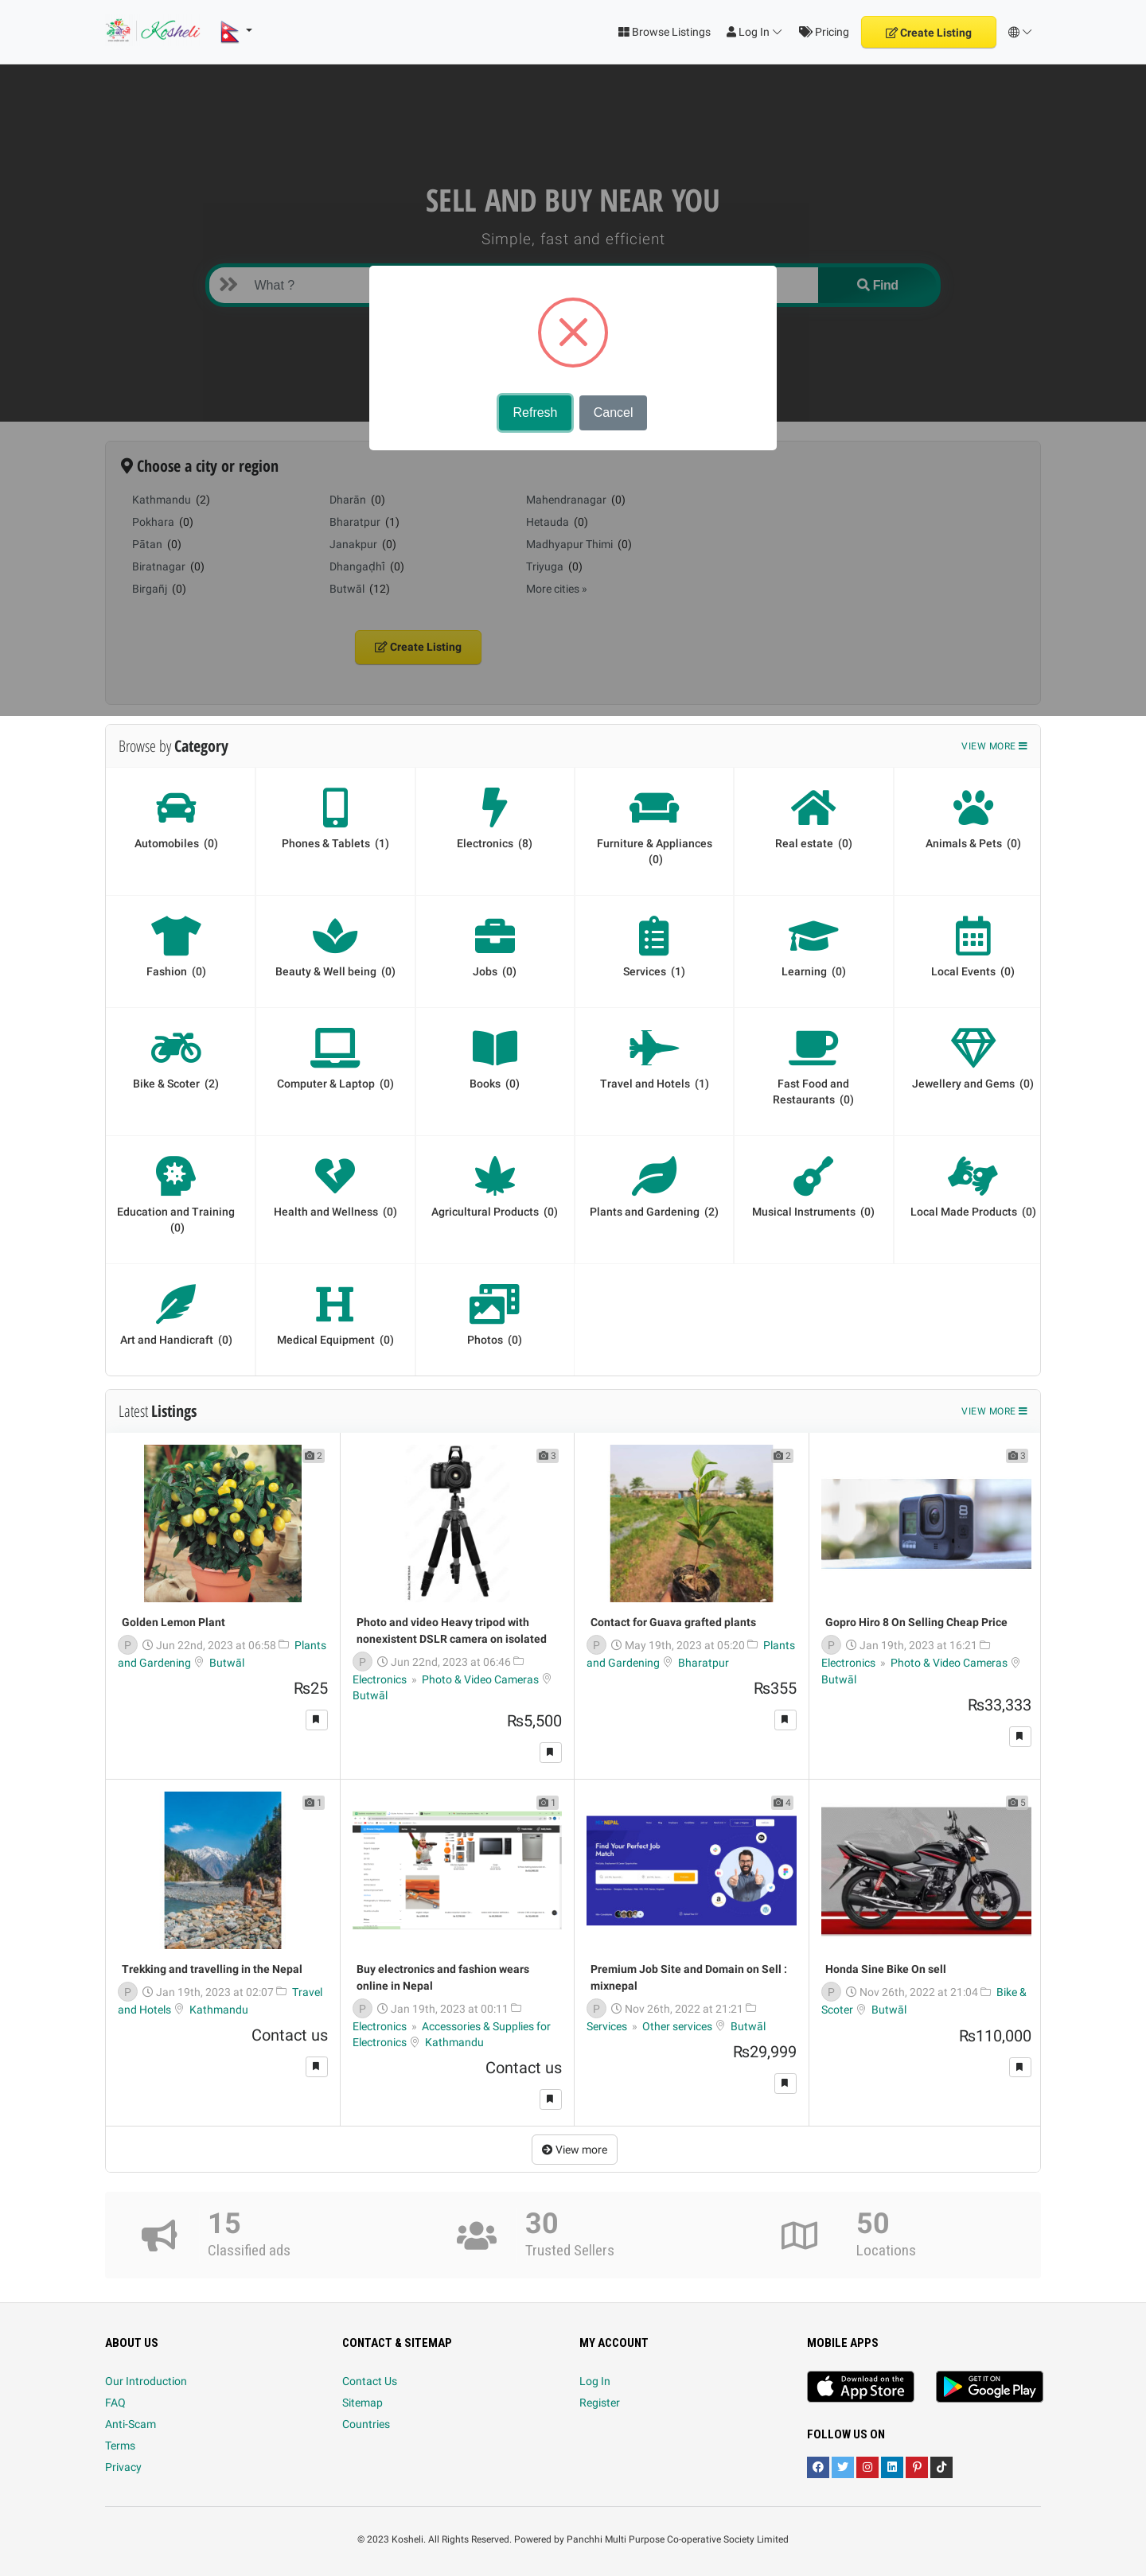 Kosheli
Browse Listings
Log In
Pricing
Create Listing
SELL AND BUY NEAR YOU
Simple, fast and efficient
What ?
Find
Refresh
Cancel
Choose a city or region
Kathmandu (2)
Pokhara (0)
Pātan (0)
Biratnagar (0)
Birgañj (0)
Dharān (0)
Bharatpur (1)
Janakpur (0)
Dhangaḍhī (0)
Butwāl (12)
Mahendranagar (0)
Hetauda (0)
Madhyapur Thimi (0)
Triyuga (0)
More cities »
Create Listing
Browse by Category
VIEW MORE
Automobiles (0)
Phones & Tablets (1)
Electronics (8)
Furniture & Appliances
(0)
Real estate (0)
Animals & Pets (0)
Fashion (0)
Beauty & Well being (0)
Jobs (0)
Services (1)
Learning (0)
Local Events (0)
Bike & Scoter (2)
Computer & Laptop (0)
Books (0)
Travel and Hotels (1)
Fast Food and
Restaurants (0)
Jewellery and Gems (0)
Education and Training
(0)
Health and Wellness (0)
Agricultural Products (0)
Plants and Gardening (2)
Musical Instruments (0)
Local Made Products (0)
Art and Handicraft (0)
Medical Equipment (0)
Photos (0)
Latest Listings
VIEW MORE
2
Golden Lemon Plant
P Jun 22nd, 2023 at 06:58 Plants
and Gardening Butwāl
₨25
3
Photo and video Heavy tripod with
nonexistent DSLR camera on isolated
P Jun 22nd, 2023 at 06:46
Electronics » Photo & Video Cameras
Butwāl
₨5,500
2
Contact for Guava grafted plants
P May 19th, 2023 at 05:20 Plants
and Gardening Bharatpur
₨355
3
Gopro Hiro 8 On Selling Cheap Price
P Jan 19th, 2023 at 16:21
Electronics » Photo & Video Cameras
Butwāl
₨33,333
1
Trekking and travelling in the Nepal
P Jan 19th, 2023 at 02:07 Travel
and Hotels Kathmandu
Contact us
1
Buy electronics and fashion wears
online in Nepal
P Jan 19th, 2023 at 00:11
Electronics » Accessories & Supplies for
Electronics Kathmandu
Contact us
4
Find Your Perfect Job
Match
Premium Job Site and Domain on Sell :
mixnepal
P Nov 26th, 2022 at 21:21
Services » Other services Butwāl
₨29,999
5
Honda Sine Bike On sell
P Nov 26th, 2022 at 21:04 Bike &
Scoter Butwāl
₨110,000
View more
15
Classified ads
30
Trusted Sellers
50
Locations
ABOUT US
Our Introduction
FAQ
Anti-Scam
Terms
Privacy
CONTACT & SITEMAP
Contact Us
Sitemap
Countries
MY ACCOUNT
Log In
Register
MOBILE APPS
Download on the
App Store
GET IT ON
Google Play
FOLLOW US ON
© 2023 Kosheli. All Rights Reserved. Powered by Panchhi Multi Purpose Co-operative Society Limited